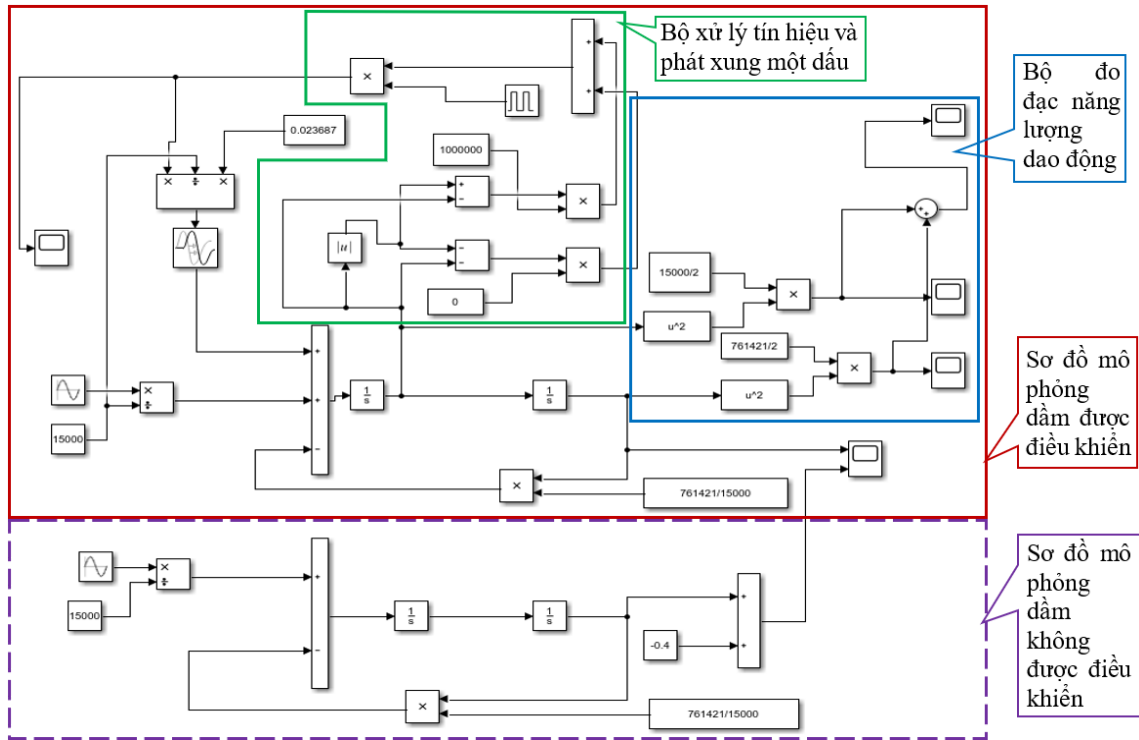 Bộ xử lý tín hiệu và
phát xung một dấu
Bộ đo
đạc năng
lượng
dao động
×
0.023687
1000000
+
+
× ÷ ×
+
−
×
|u|
−
−
×
0
15000/2
×
+
+
u^2
761421/2
×
u^2
Sơ đồ mô
phỏng
dầm được
điều khiển
×
÷
15000
+
+
−
1
s
1
s
×
761421/15000
Sơ đồ mô
phỏng
dầm
không
được điều
khiển
×
÷
15000
+
−
1
s
1
s
-0.4
+
+
×
761421/15000